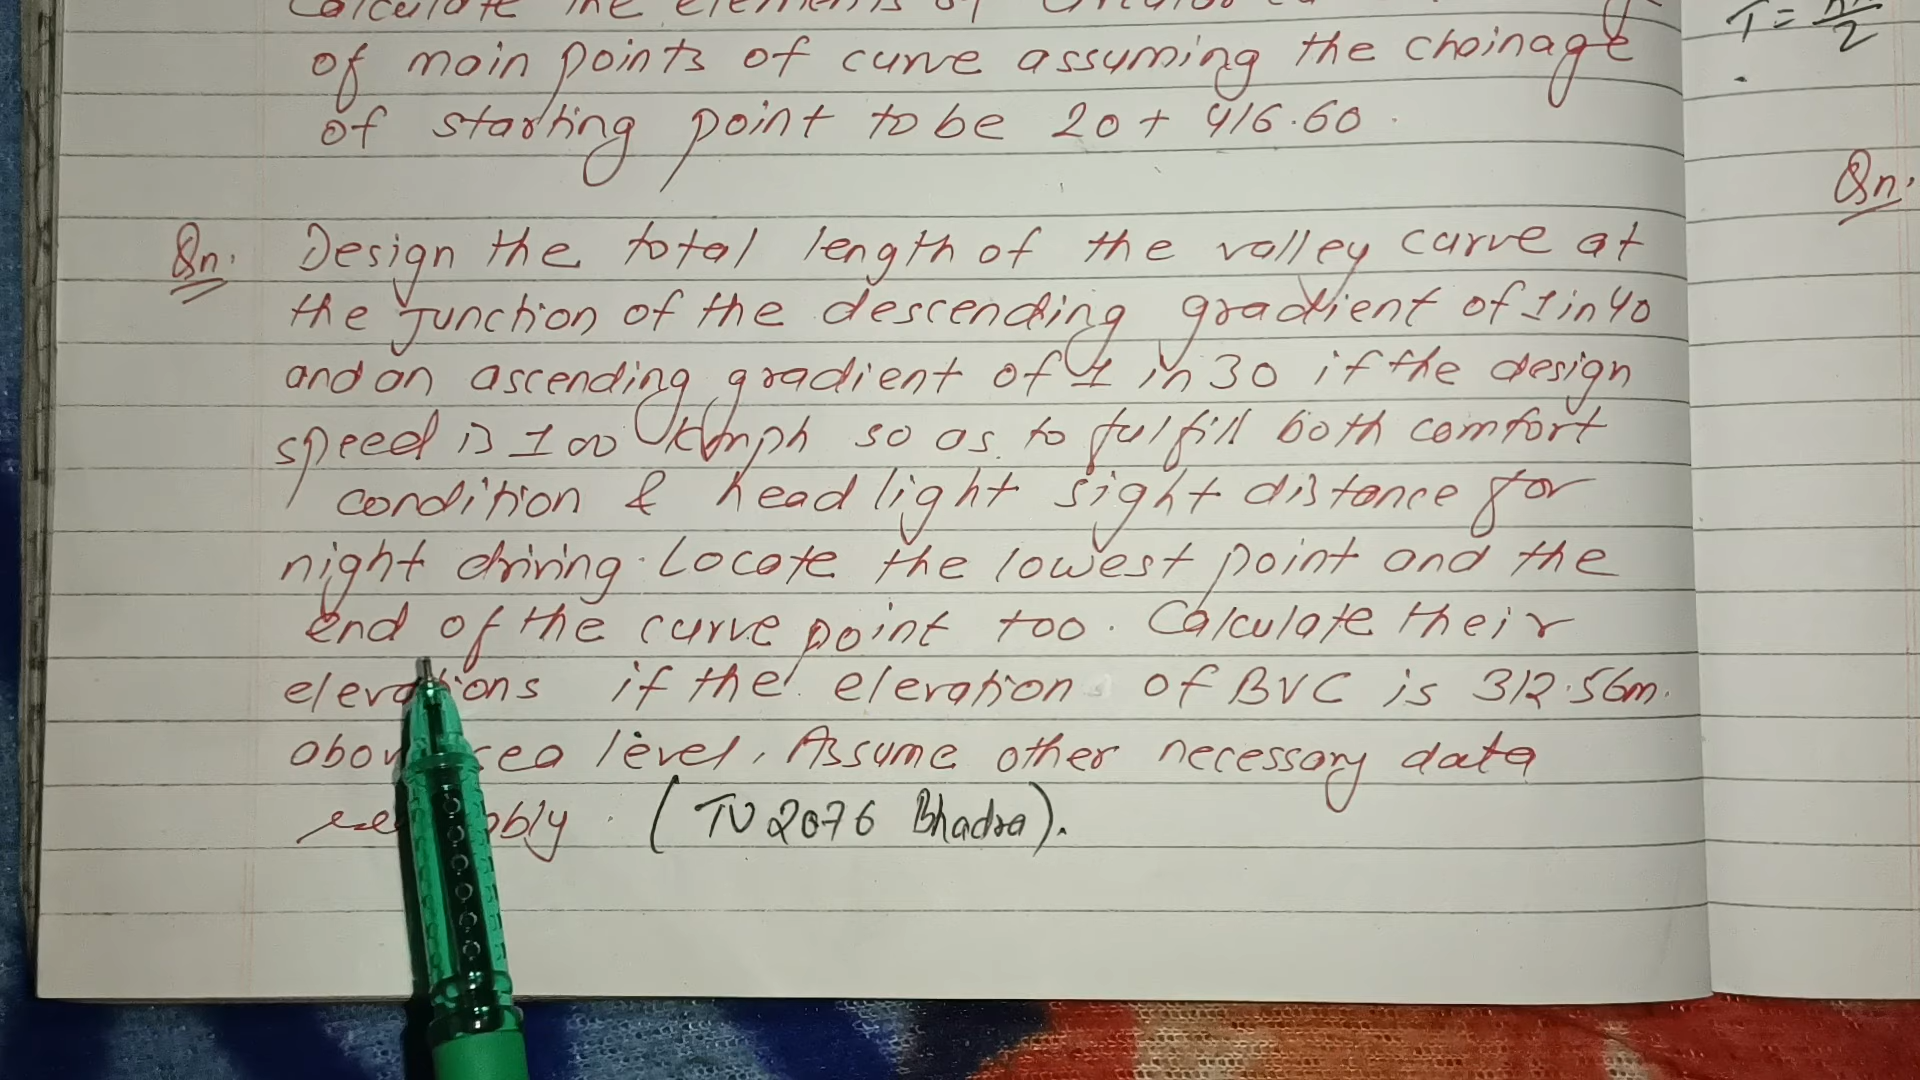 Calculate the elements of
of main points of curve assuming the chainage
of starting point to be 20+ 416.60.
T =
2
Qn.
Qn. Design the total length of the valley curve at
the junction of the descending gradient of 1 in 40
and an ascending gradient of 1 in 30 if the design
speed is 100 kmph so as to fulfill both comfort
condition & head light sight distance for
night driving. Locate the lowest point and the
end of the curve point too. Calculate their
elevations if the elevation of BVC is 312.56m.
above sea level. Assume other necessary data
(TU 2076 Bhadra).